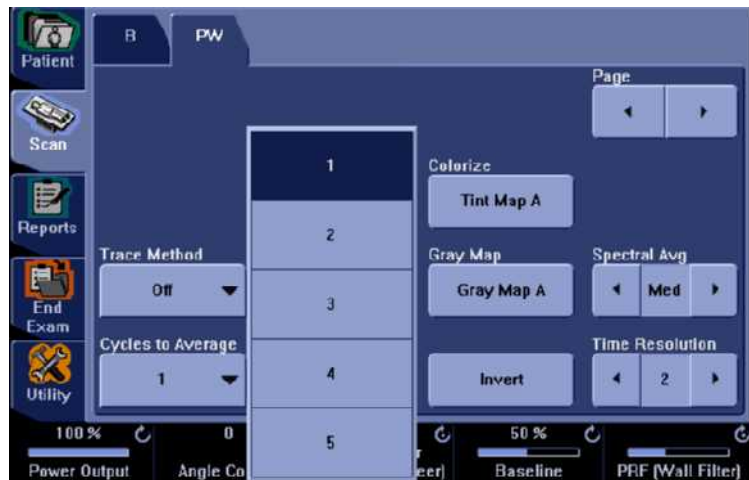 Patient
B
PW
Page
Scan
1
Colorize
Tint Map A
2
Reports
Trace Method
Gray Map
Spectral Avg
Off
3
Gray Map A
Med
End
Exam
Cycles to Average
Time Resolution
1
4
Invert
2
Utility
100 %
0
5
50 %
Power Output
Angle Co
eer)
Baseline
PRF (Wall Filter)